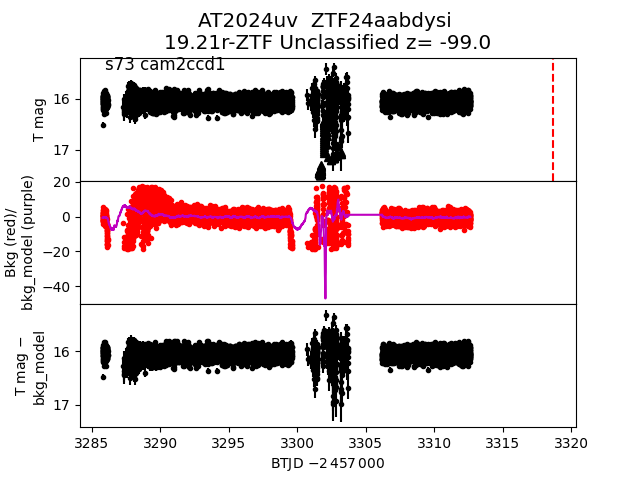 AT2024uv  ZTF24aabdysi
19.21r-ZTF Unclassified z= -99.0
s73 cam2ccd1
16
17
T mag
20
0
−20
−40
Bkg (red)/
bkg_model (purple)
16
17
T mag −
bkg_model
3285 3290 3295 3300 3305 3310 3315 3320
BTJD −2 457 000